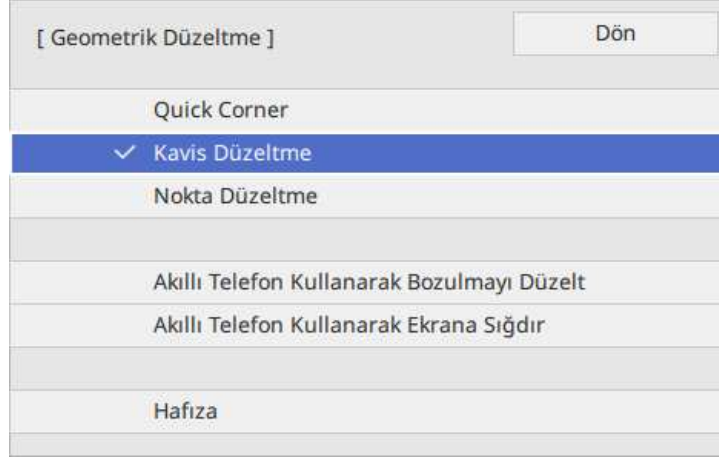 [ Geometrik Düzeltme ] Dön
Quick Corner
Kavis Düzeltme
Nokta Düzeltme
Akıllı Telefon Kullanarak Bozulmayı Düzelt
Akıllı Telefon Kullanarak Ekrana Sığdır
Hafıza